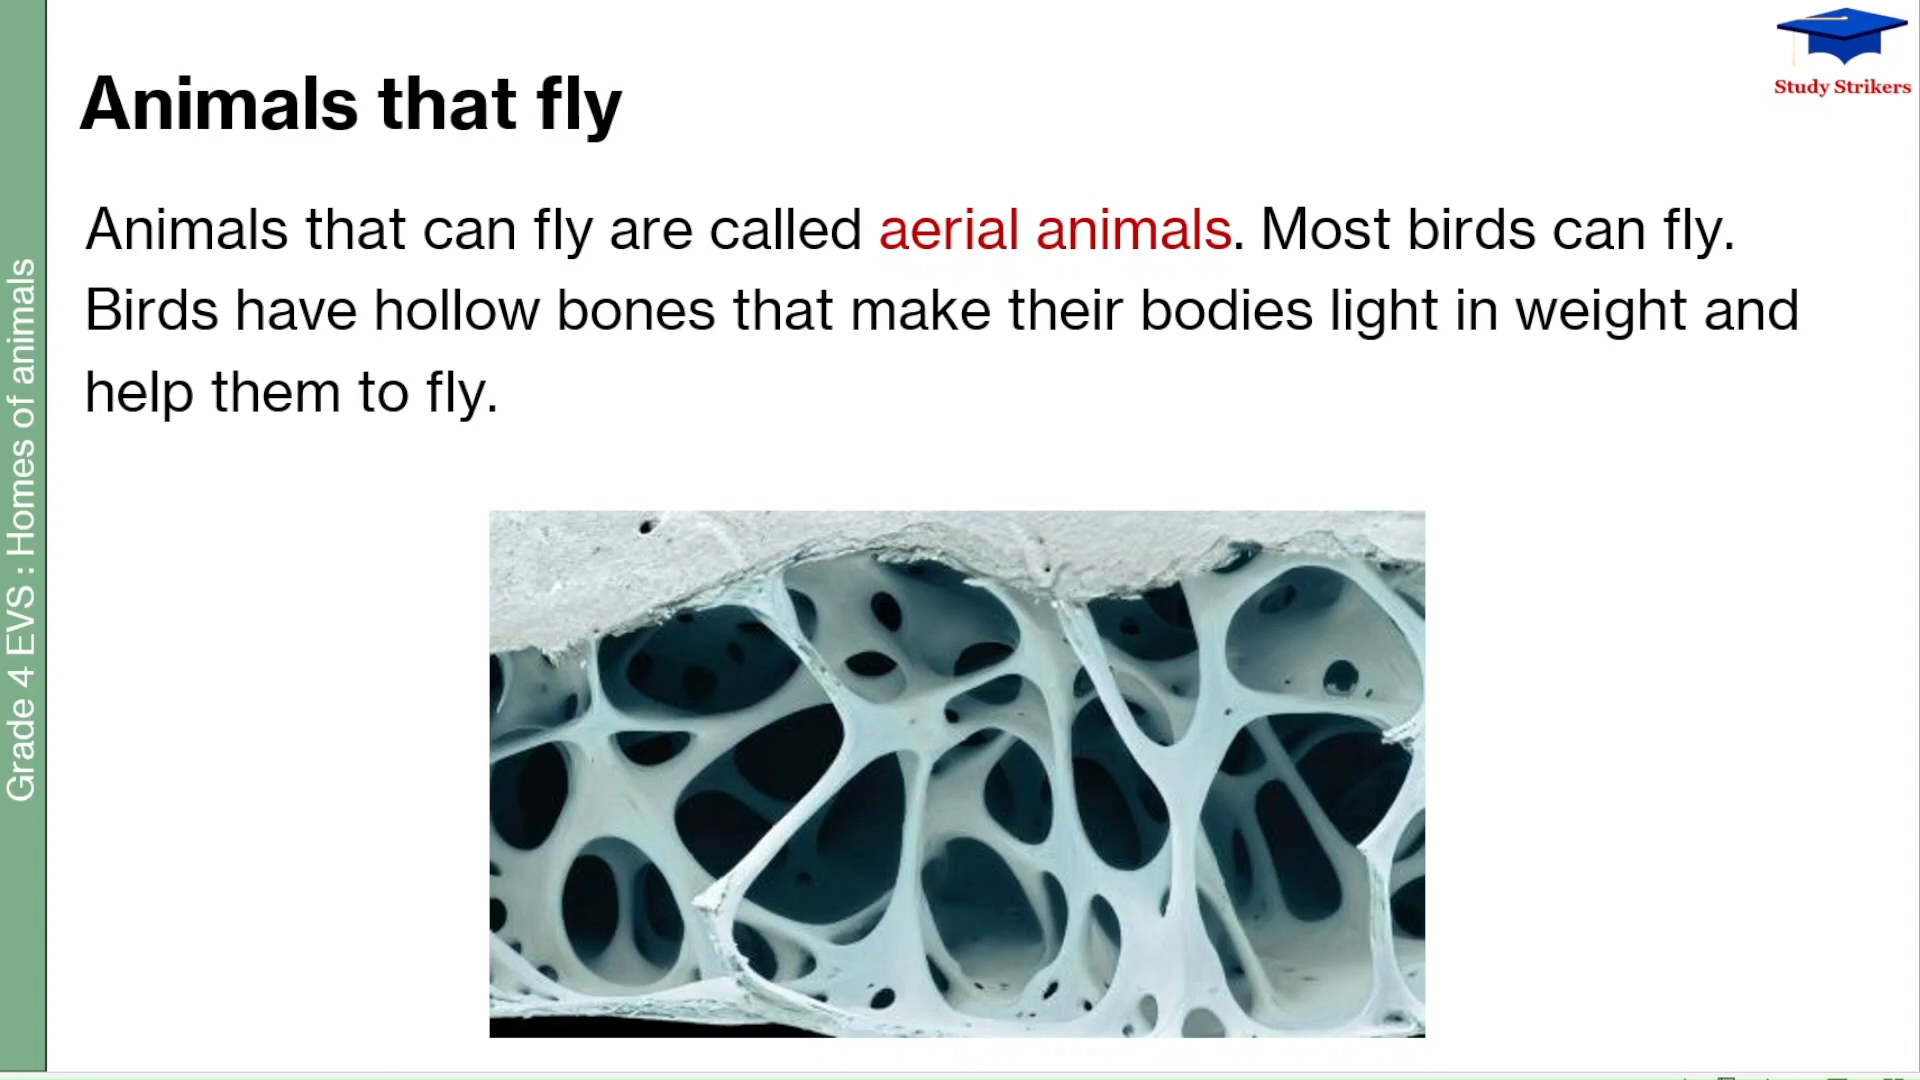 Study Strikers
Animals that fly
Animals that can fly are called aerial animals. Most birds can fly.
Birds have hollow bones that make their bodies light in weight and
help them to fly.
Grade 4 EVS : Homes of animals